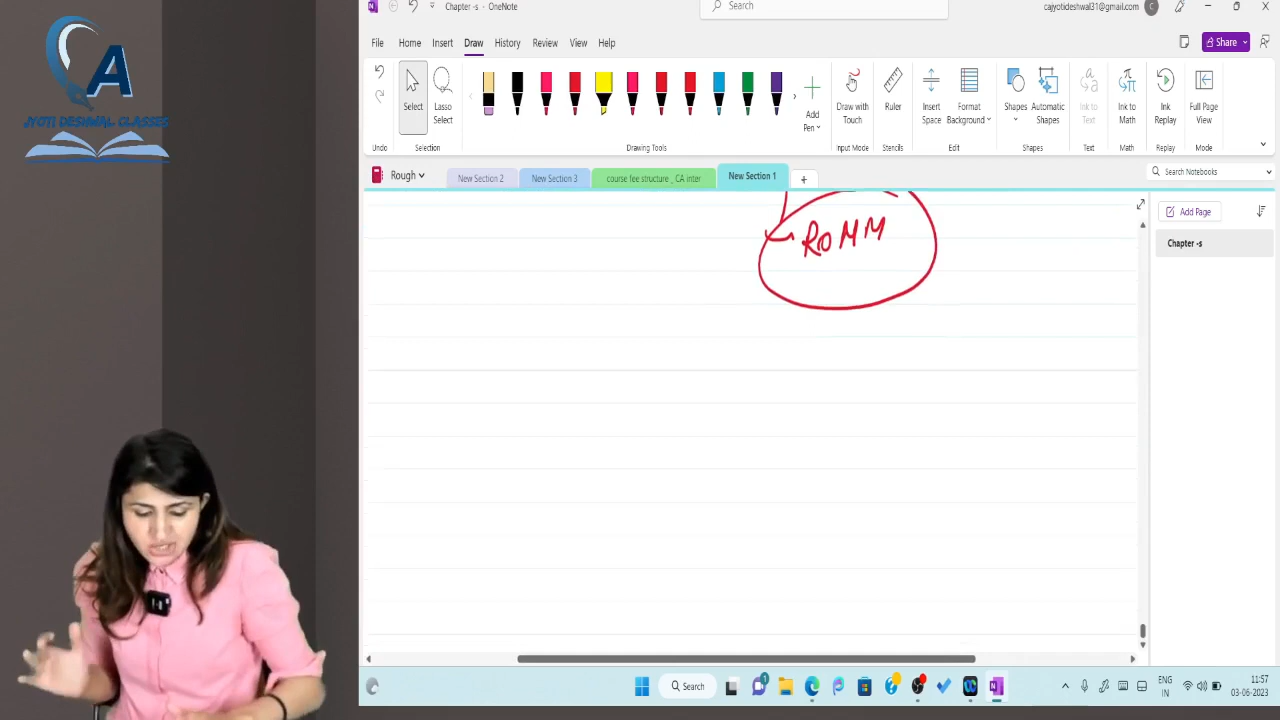 A
JYOTI DESHWAL CLASSES
Chapter -s - OneNote
Search
cajyotideshwal31@gmail.com
C
File
Home
Insert
Draw
History
Review
View
Help
Share
Undo
Select
Lasso
Select
Selection
Drawing Tools
Add
Pen
Draw with
Touch
Input Mode
Ruler
Stencils
Insert
Space
Format
Background
Edit
Shapes
Automatic
Shapes
Shapes
Ink to
Text
Text
Ink to
Math
Math
Ink
Replay
Replay
Full Page
View
Mode
Rough
New Section 2
New Section 3
course fee structure _ CA inter
New Section 1
+
Search Notebooks
Add Page
Chapter -s
ROMM
Search
ENG
IN
11:57
03-06-2023